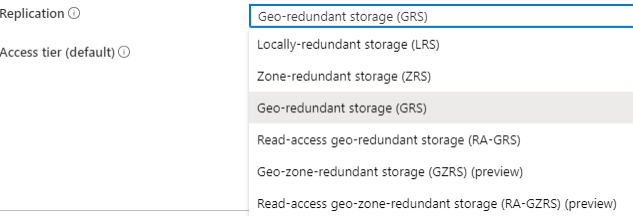 Replication
Geo-redundant storage (GRS)
Locally-redundant storage (LRS)
Access tier (default)
Zone-redundant storage (ZRS)
Geo-redundant storage (GRS)
Read-access geo-redundant storage (RA-GRS)
Geo-zone-redundant storage (GZRS) (preview)
Read-access geo-zone-redundant storage (RA-GZRS) (preview)